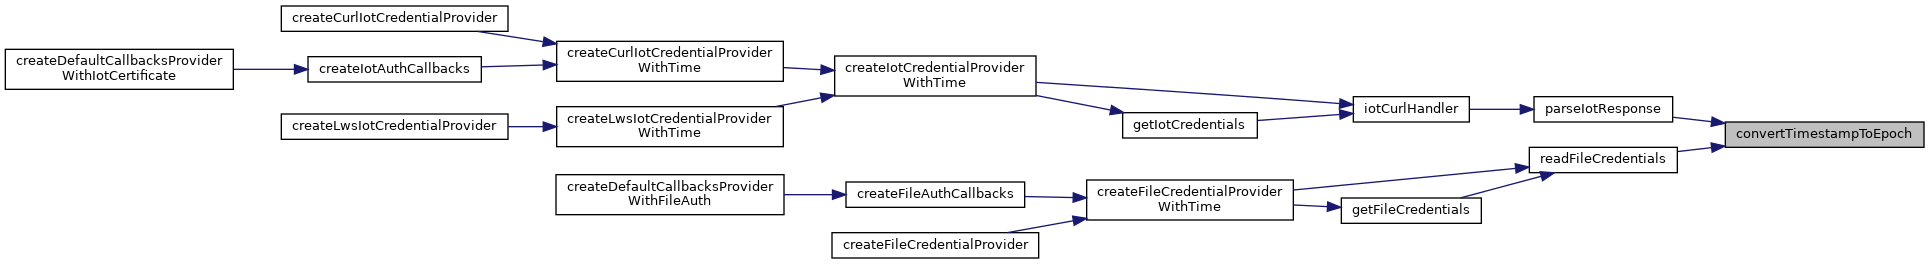 createCurlIotCredentialProvider
createDefaultCallbacksProvider
WithIotCertificate
createIotAuthCallbacks
createCurlIotCredentialProvider
WithTime
createLwsIotCredentialProvider
createLwsIotCredentialProvider
WithTime
createIotCredentialProvider
WithTime
getIotCredentials
iotCurlHandler
parseIotResponse
convertTimestampToEpoch
readFileCredentials
createDefaultCallbacksProvider
WithFileAuth
createFileAuthCallbacks
createFileCredentialProvider
WithTime
getFileCredentials
createFileCredentialProvider